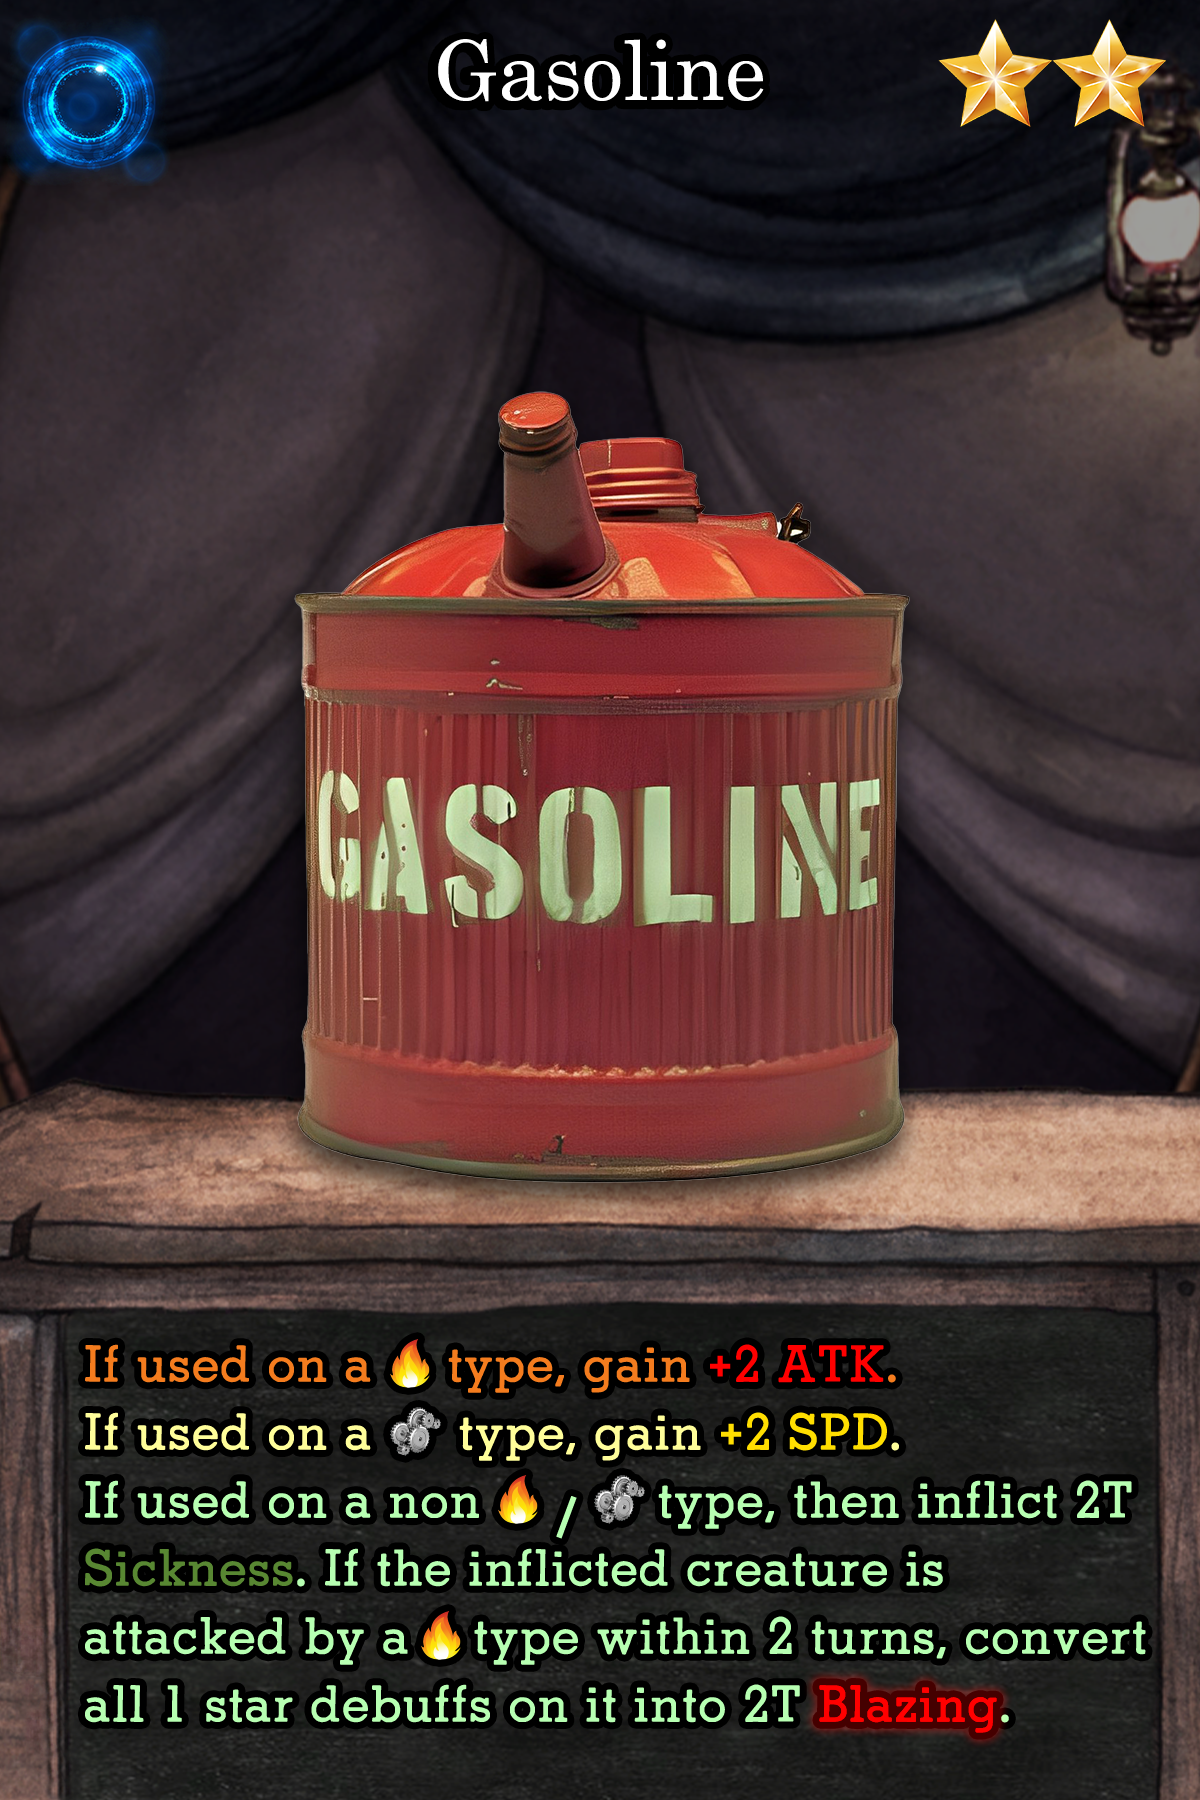 Gasoline
GASOLINE
If used on a 🔥 type, gain +2 ATK.
If used on a ⚙️ type, gain +2 SPD.
If used on a non 🔥 / ⚙️ type, then inflict 2T
Sickness. If the inflicted creature is
attacked by a 🔥 type within 2 turns, convert
all 1 star debuffs on it into 2T Blazing.